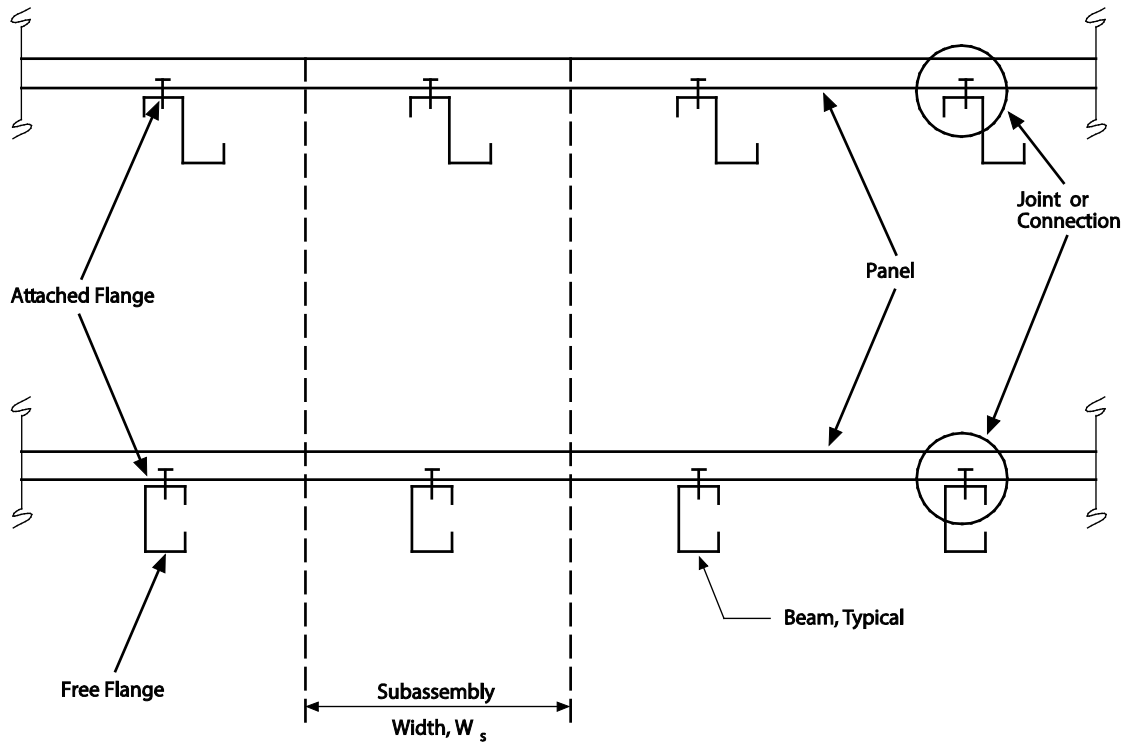 Joint or
Connection
Panel
Attached Flange
Beam, Typical
Free Flange
Subassembly
Width, W s